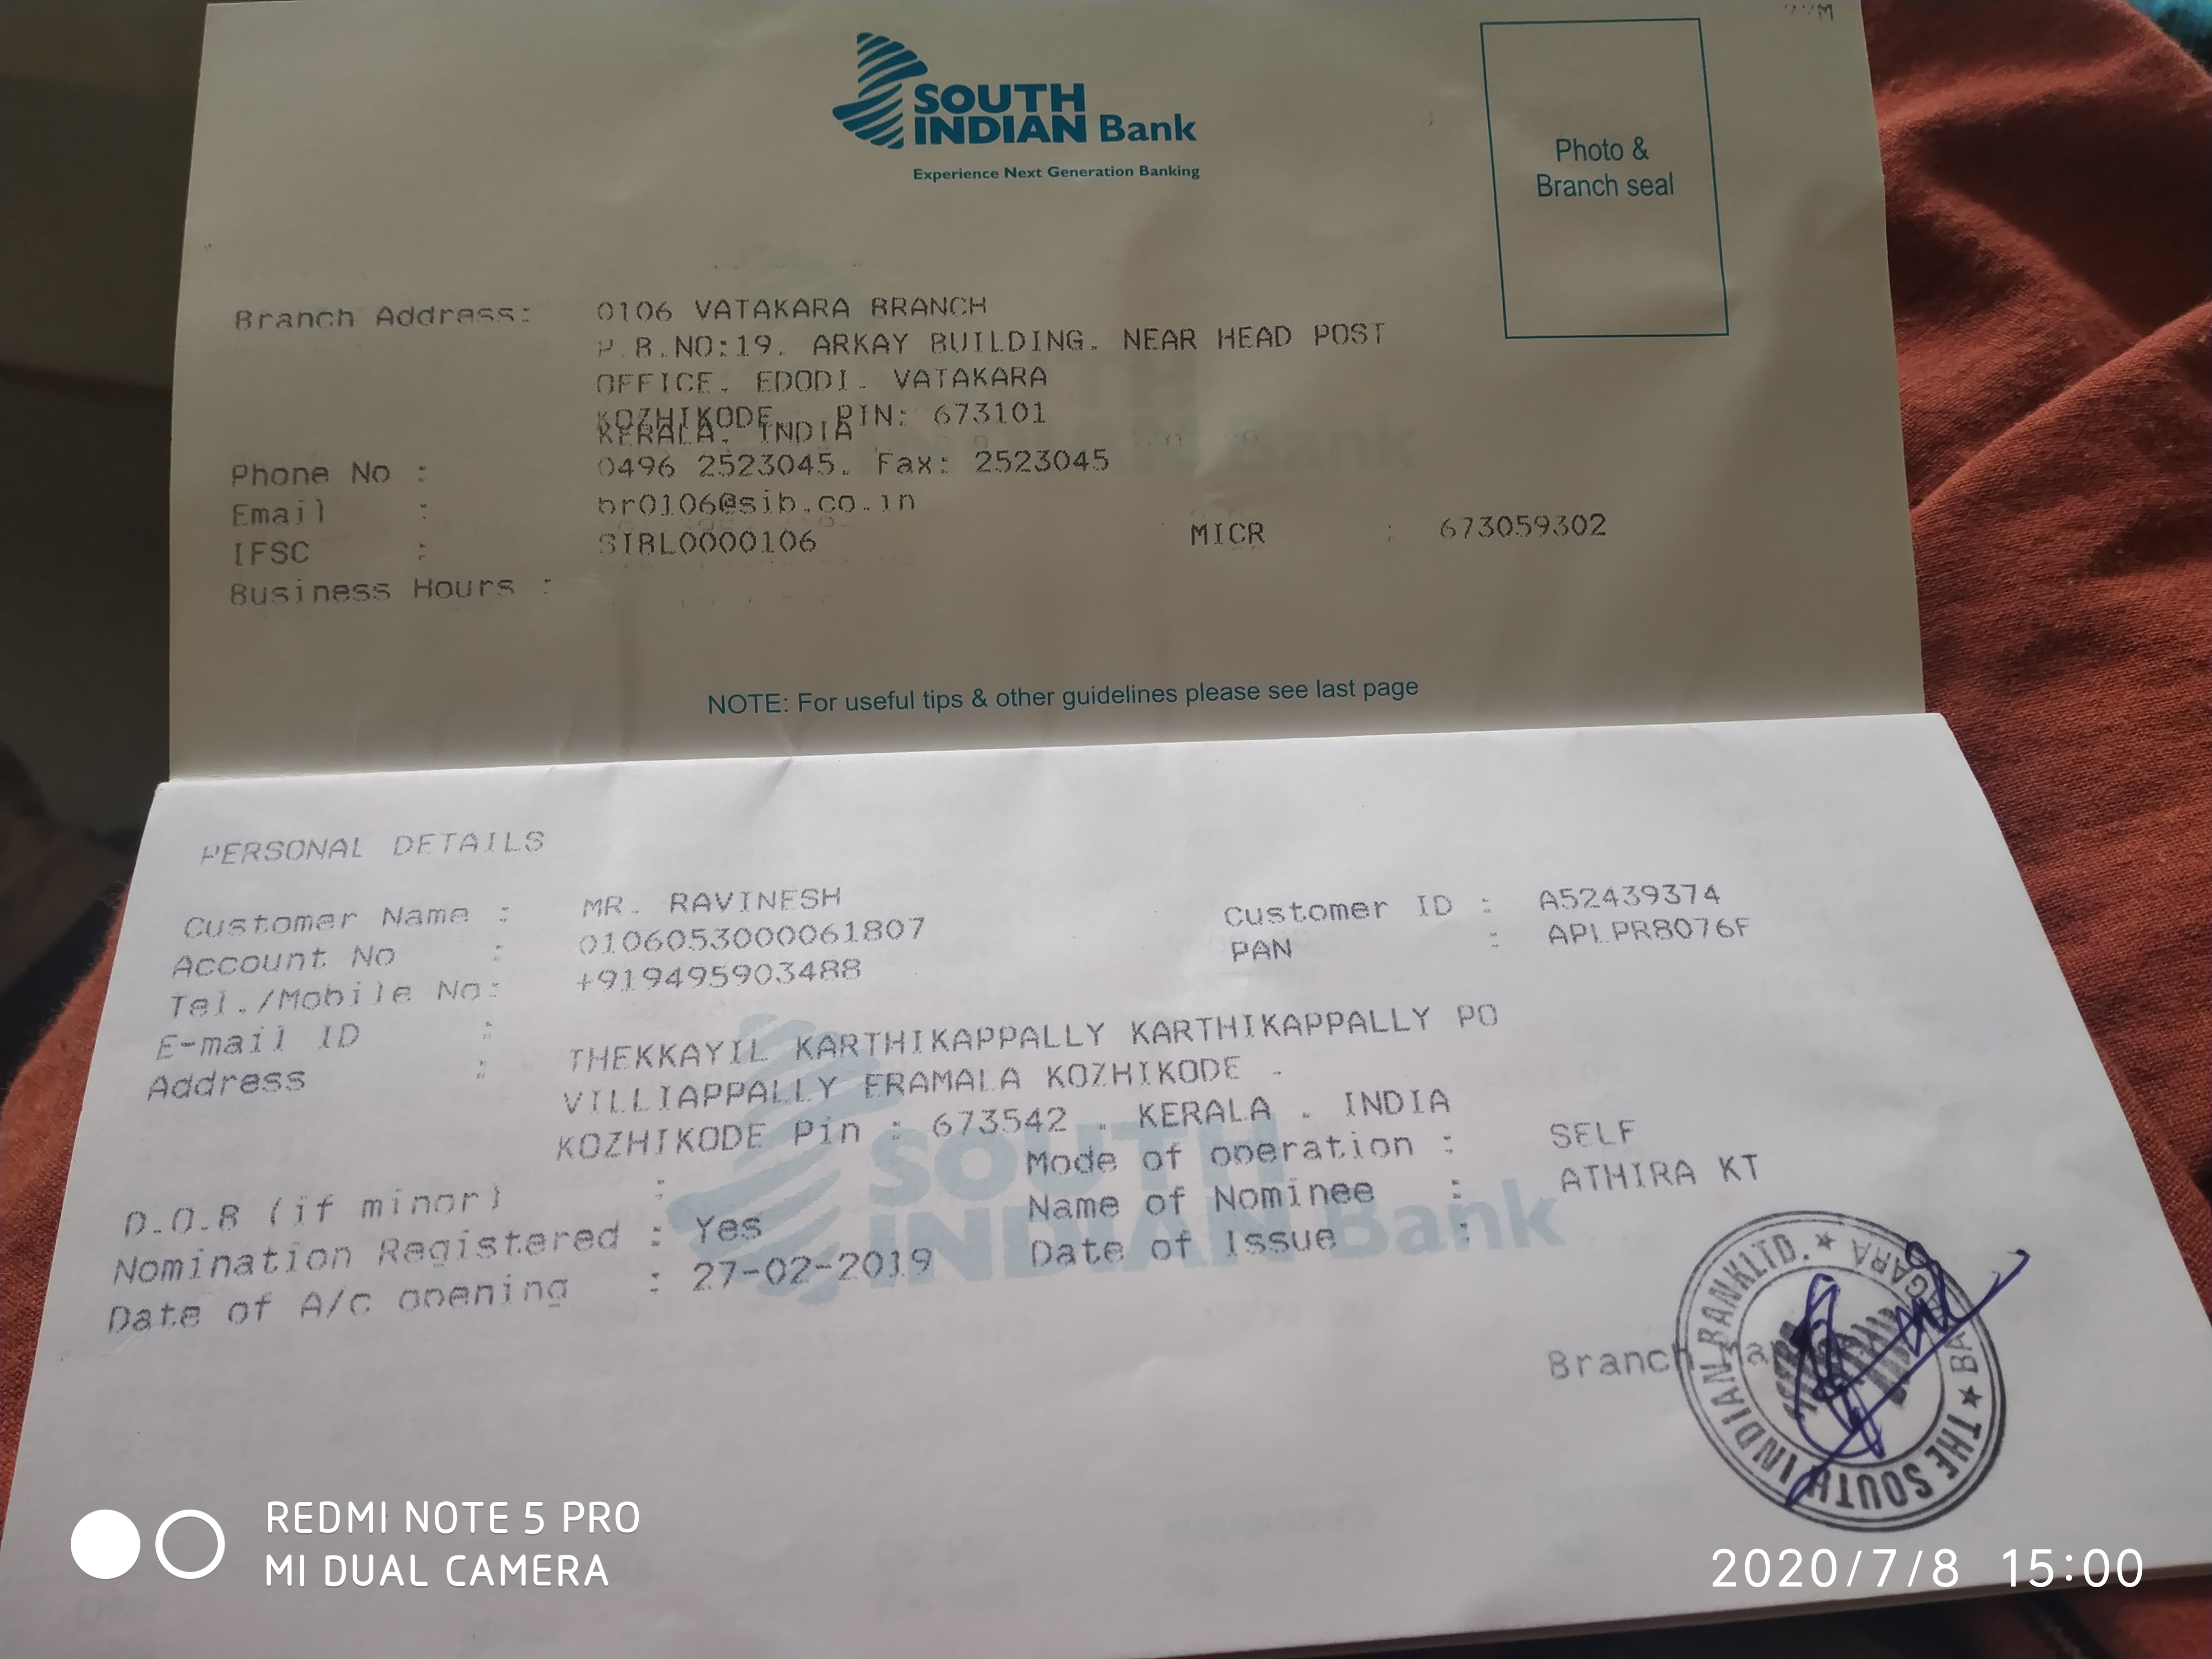 SOUTH
INDIAN Bank
Experience Next Generation Banking
Photo &
Branch seal
Branch Address: 0106 VATAKARA BRANCH
P.B.NO:19. ARKAY BUILDING. NEAR HEAD POST
OFFICE. EDODI. VATAKARA
KOZHIKODE PIN: 673101
KERALA. INDIA
Phone No : 0496 2523045. Fax: 2523045
Email : br0106@sib.co.in
IFSC : SIBL0000106 MICR : 673059302
Business Hours :
NOTE: For useful tips & other guidelines please see last page
PERSONAL DETAILS
Customer Name : MR. RAVINESH Customer ID : A52439374
Account No : 0106053000061807 PAN : APLPR8076F
Tel./Mobile No: +919495903488
E-mail ID :
Address : THEKKAYIL KARTHIKAPPALLY KARTHIKAPPALLY PO
VILLIAPPALLY ERAMALA KOZHIKODE .
KOZHIKODE Pin : 673542 . KERALA . INDIA
Mode of operation : SELF
D.O.B (if minor) : Name of Nominee : ATHIRA KT
Nomination Registered : Yes Date of Issue :
Date of A/c opening : 27-02-2019
SOUTH
INDIAN Bank
Branch
THE SOUTH INDIAN BANK LTD. ★ BADAGARA ★
REDMI NOTE 5 PRO
MI DUAL CAMERA
2020/7/8 15:00